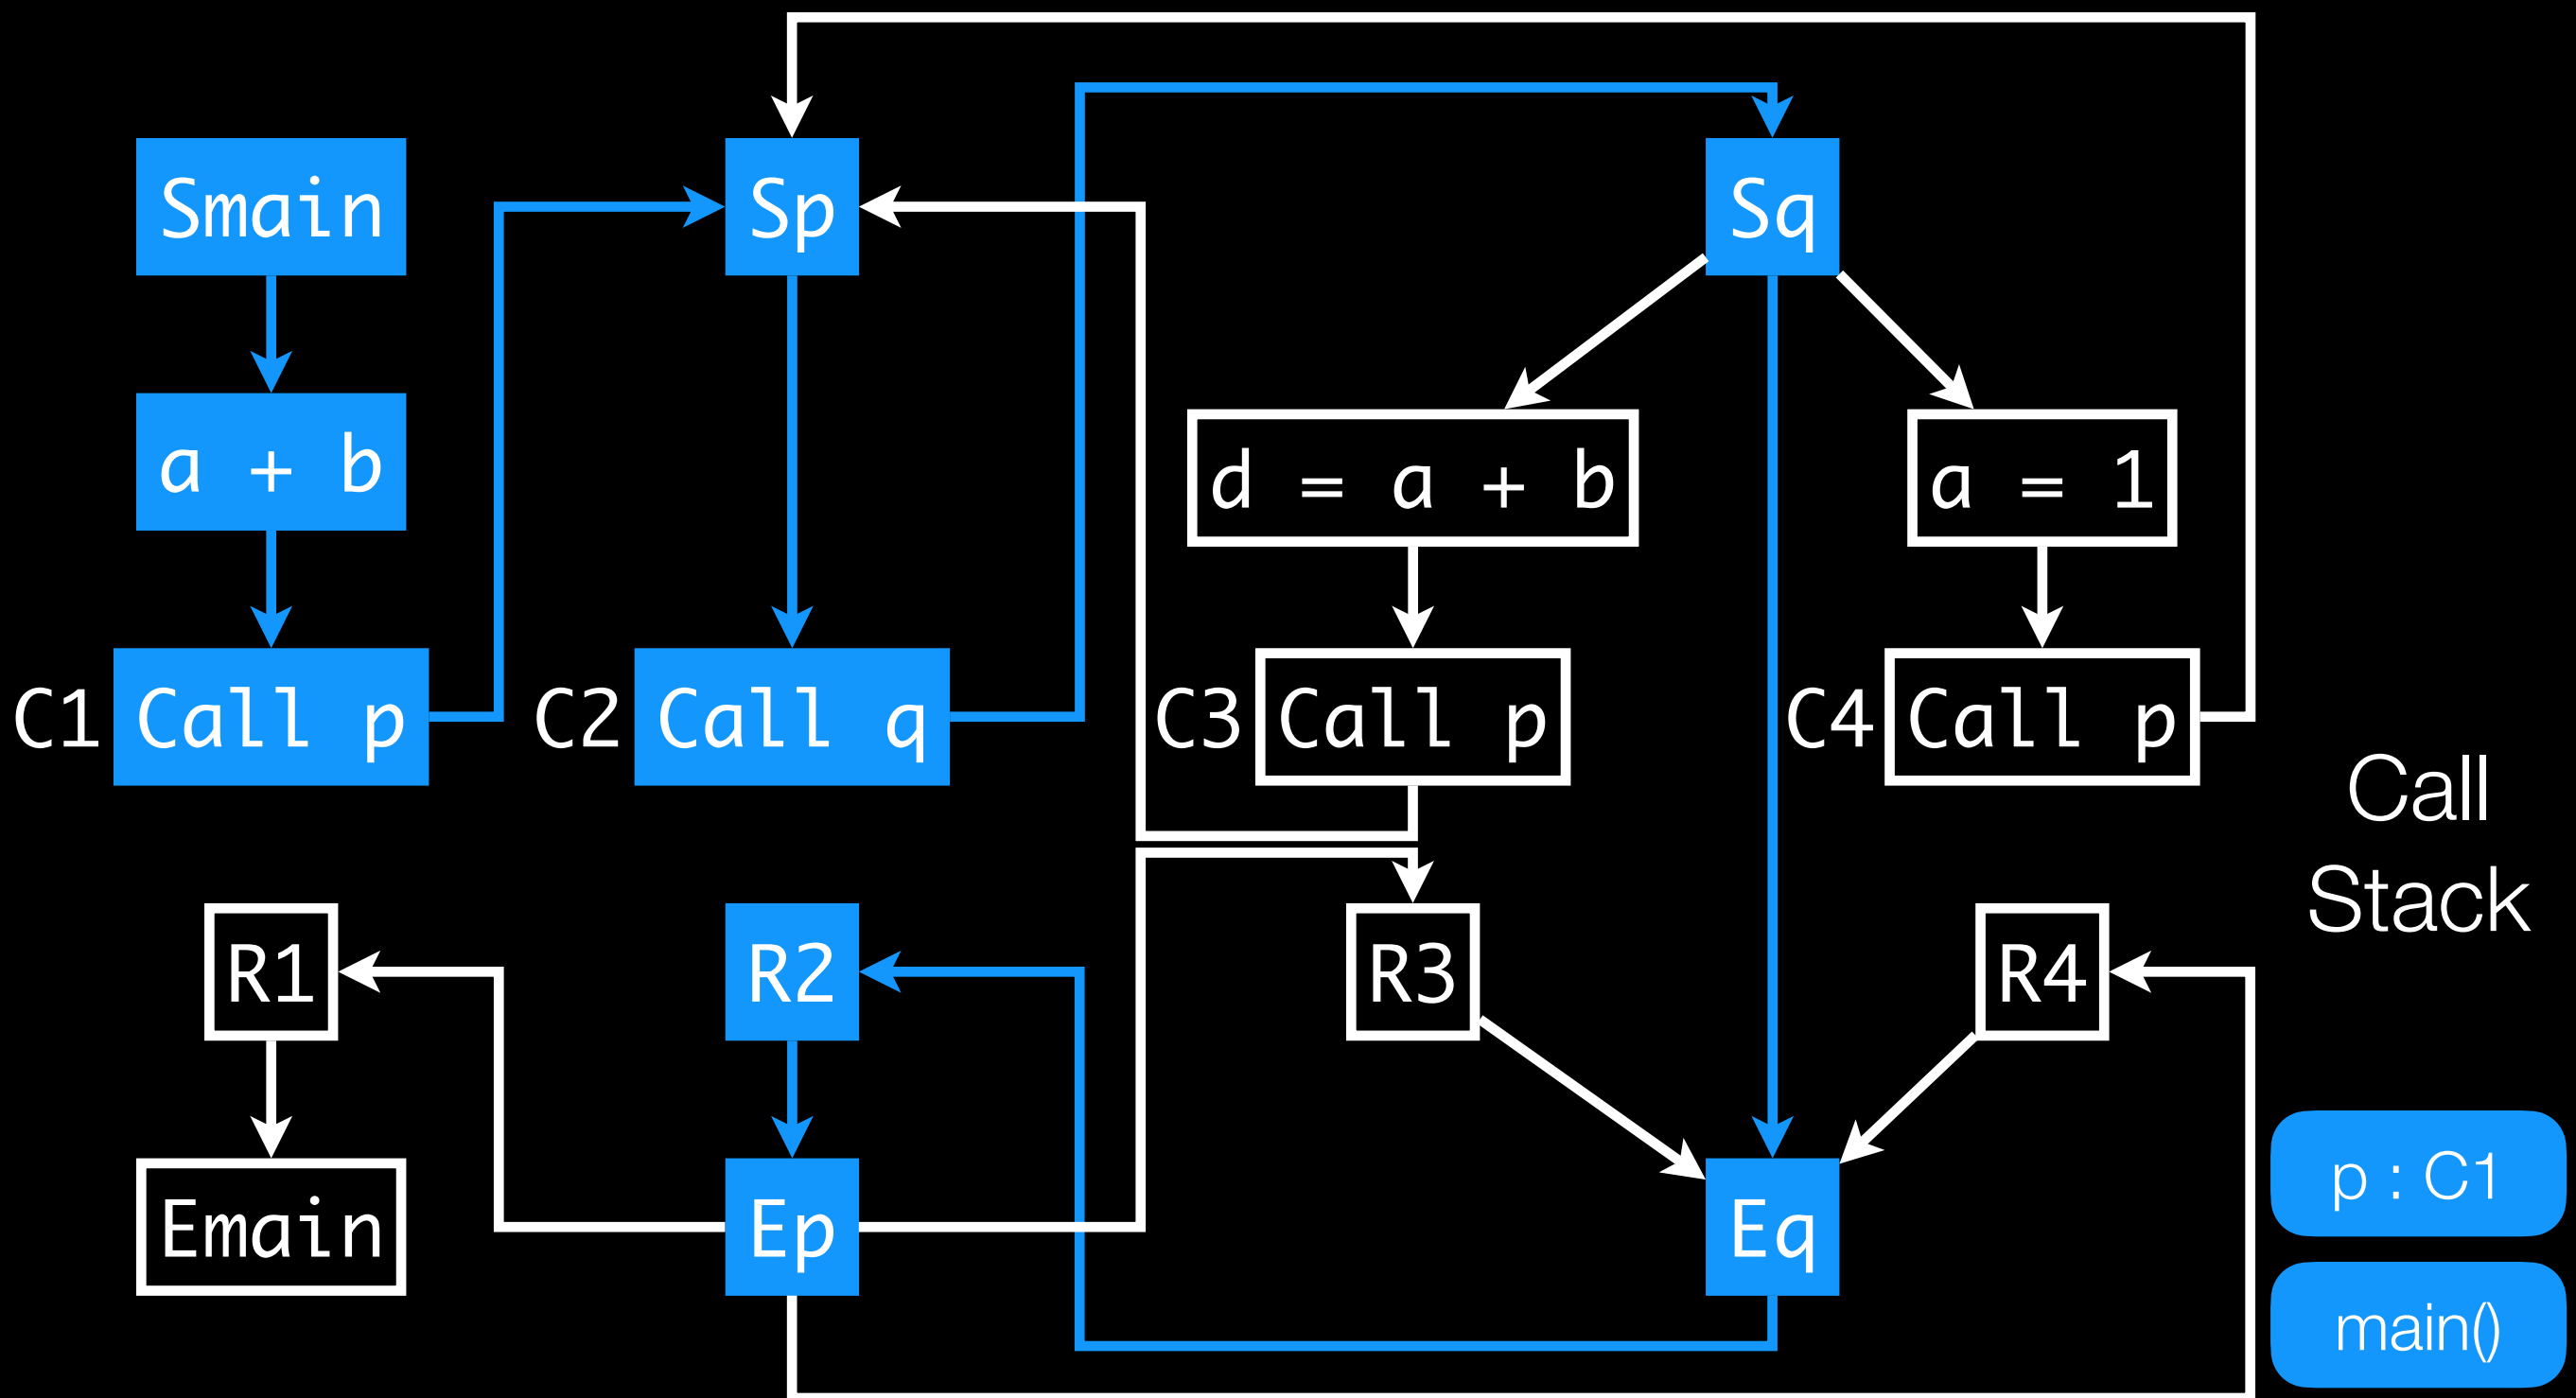 Smain
Sp
Sq
a + b
d = a + b
a = 1
C1 Call p
C2 Call q
C3 Call p
C4 Call p
Call
Stack
R1
R2
R3
R4
p : C1
Emain
Ep
Eq
main()